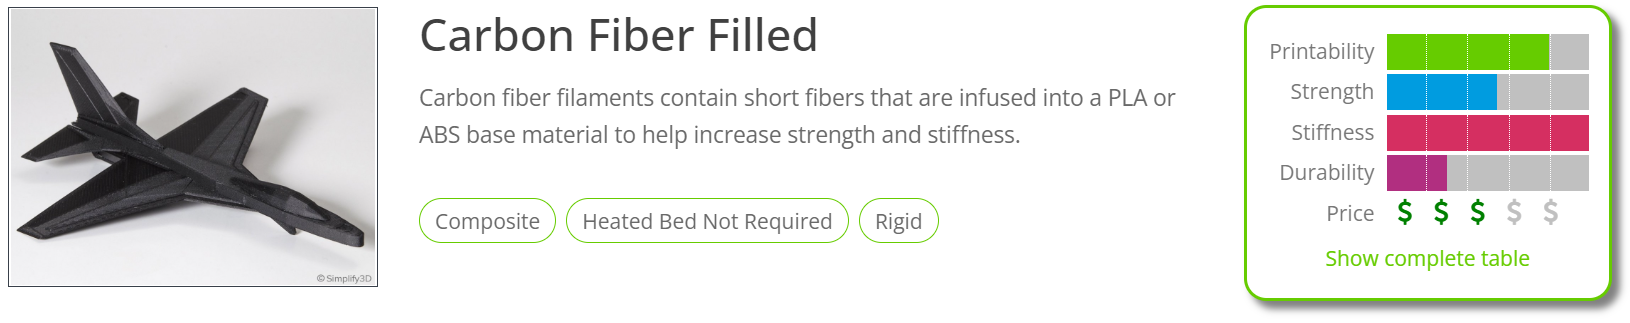 Carbon Fiber Filled
Carbon fiber filaments contain short fibers that are infused into a PLA or
ABS base material to help increase strength and stiffness.
Composite
Heated Bed Not Required
Rigid
© Simplify3D
Printability
Strength
Stiffness
Durability
Price $ $ $ $ $
Show complete table